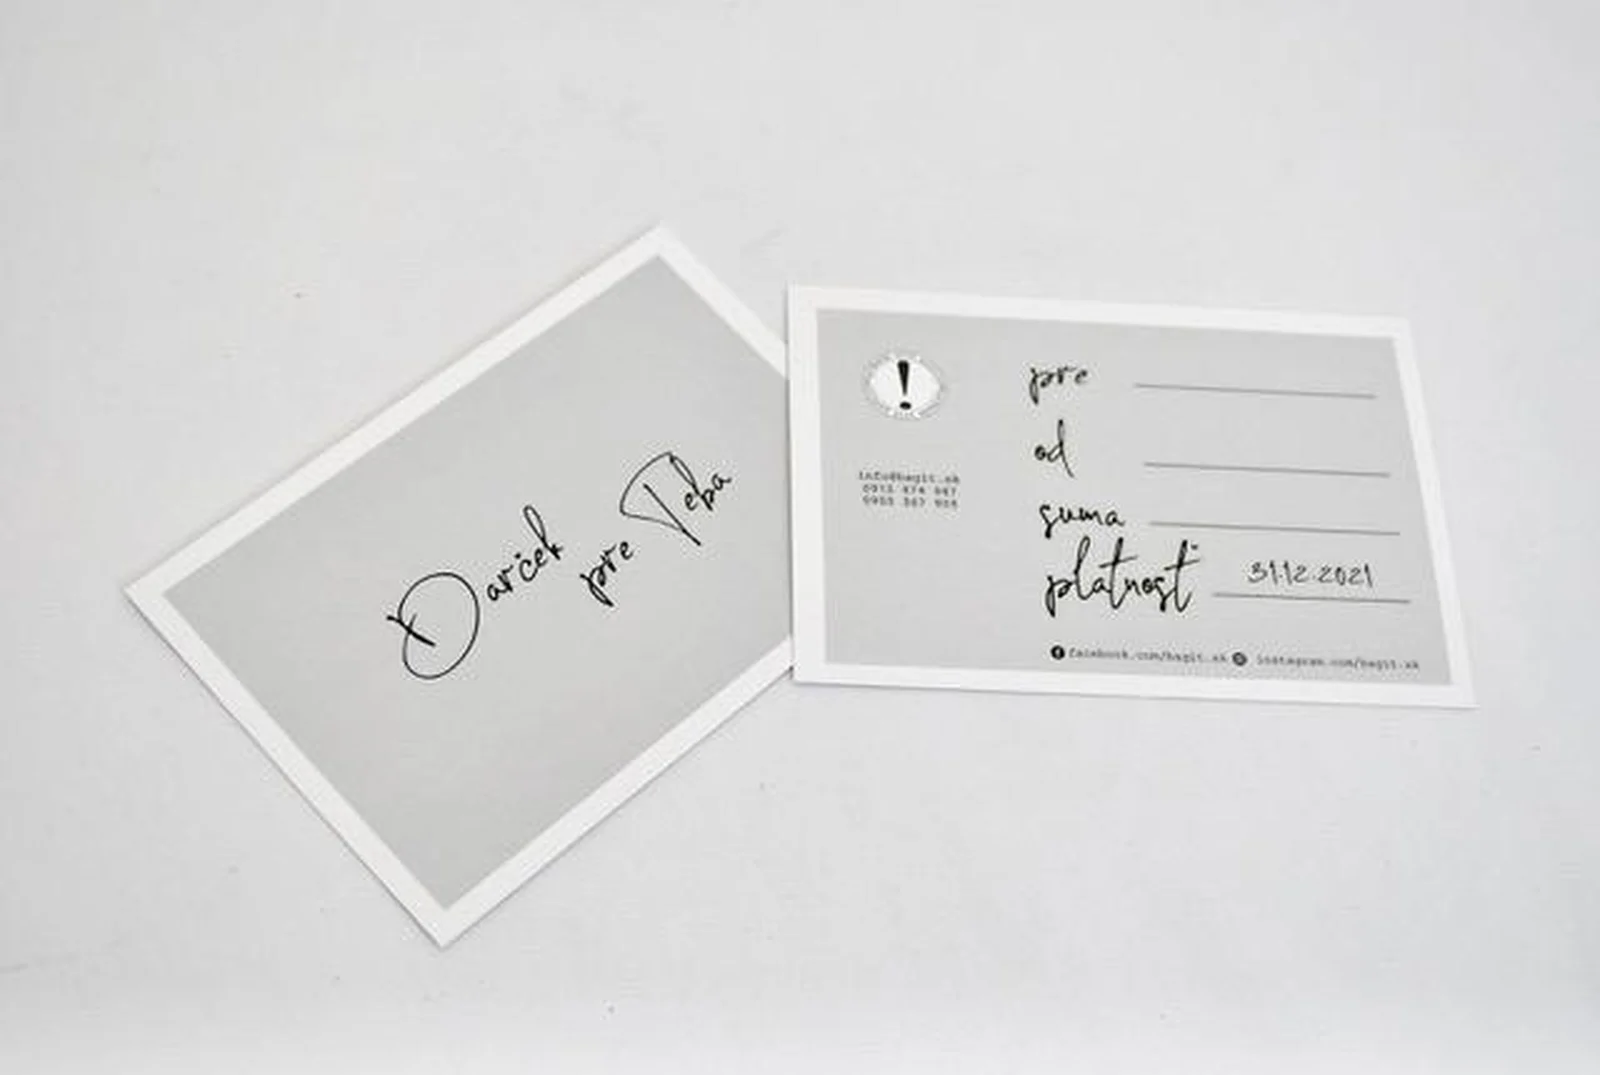 Darček
pre Teba
!
pre
od
suma
platnosť 31.12.2021
info@bagit.sk
facebook.com/bagit.sk instagram.com/bagit.sk